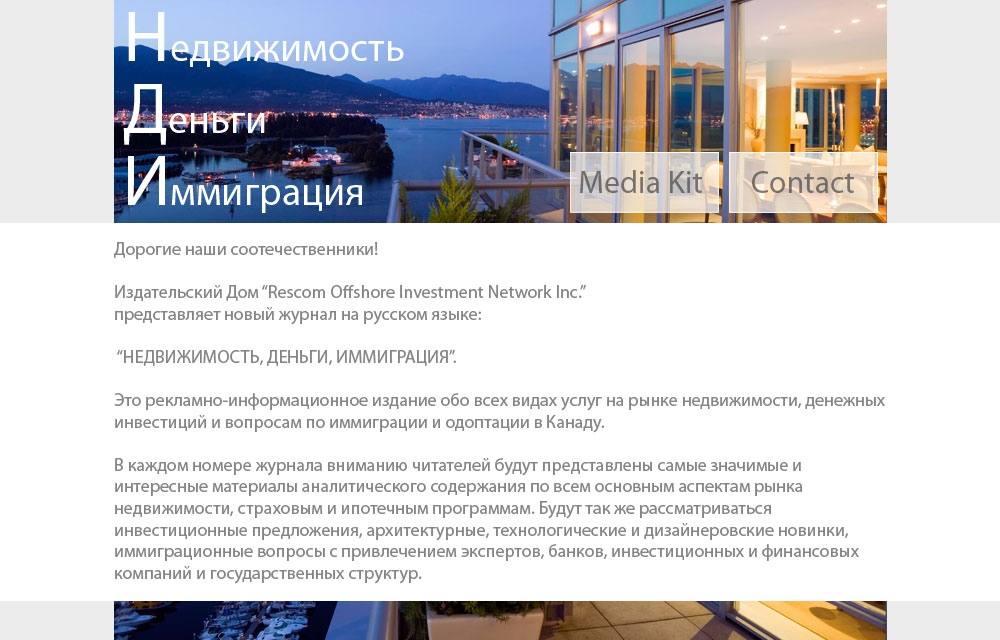 Недвижимость
Деньги
Иммиграция
Media Kit
Contact
Дорогие наши соотечественники!
Издательский Дом “Rescom Offshore Investment Network Inc.”
представляет новый журнал на русском языке:
“НЕДВИЖИМОСТЬ, ДЕНЬГИ, ИММИГРАЦИЯ”.
Это рекламно-информационное издание обо всех видах услуг на рынке недвижимости, денежных
инвестиций и вопросам по иммиграции и одоптации в Канаду.
В каждом номере журнала вниманию читателей будут представлены самые значимые и
интересные материалы аналитического содержания по всем основным аспектам рынка
недвижимости, страховым и ипотечным программам. Будут так же рассматриваться
инвестиционные предложения, архитектурные, технологические и дизайнеровские новинки,
иммиграционные вопросы с привлечением экспертов, банков, инвестиционных и финансовых
компаний и государственных структур.